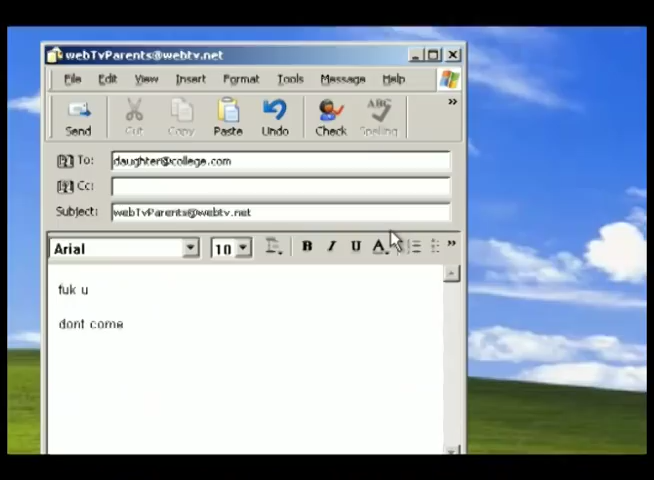 webTvParents@webtv.net
File Edit View Insert Format Tools Message Help
Send Cut Copy Paste Undo Check ABC Spelling
To: daughter@college.com
Cc:
Subject: webTvParents@webtv.net
Arial 10 B I U A
fuk u
dont come